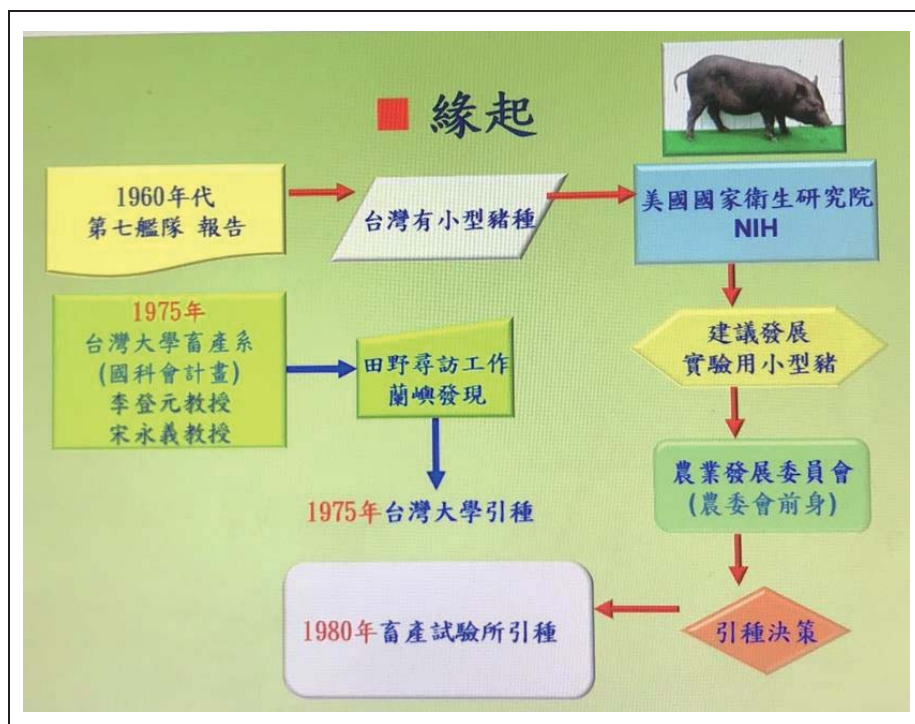 緣起
1960年代
第七艦隊 報告
台灣有小型豬種
美國國家衛生研究院
NIH
建議發展
實驗用小型豬
農業發展委員會
(農委會前身)
引種決策
1980年畜產試驗所引種
1975年
台灣大學畜產系
(國科會計畫)
李登元教授
宋永義教授
田野尋訪工作
蘭嶼發現
1975年台灣大學引種